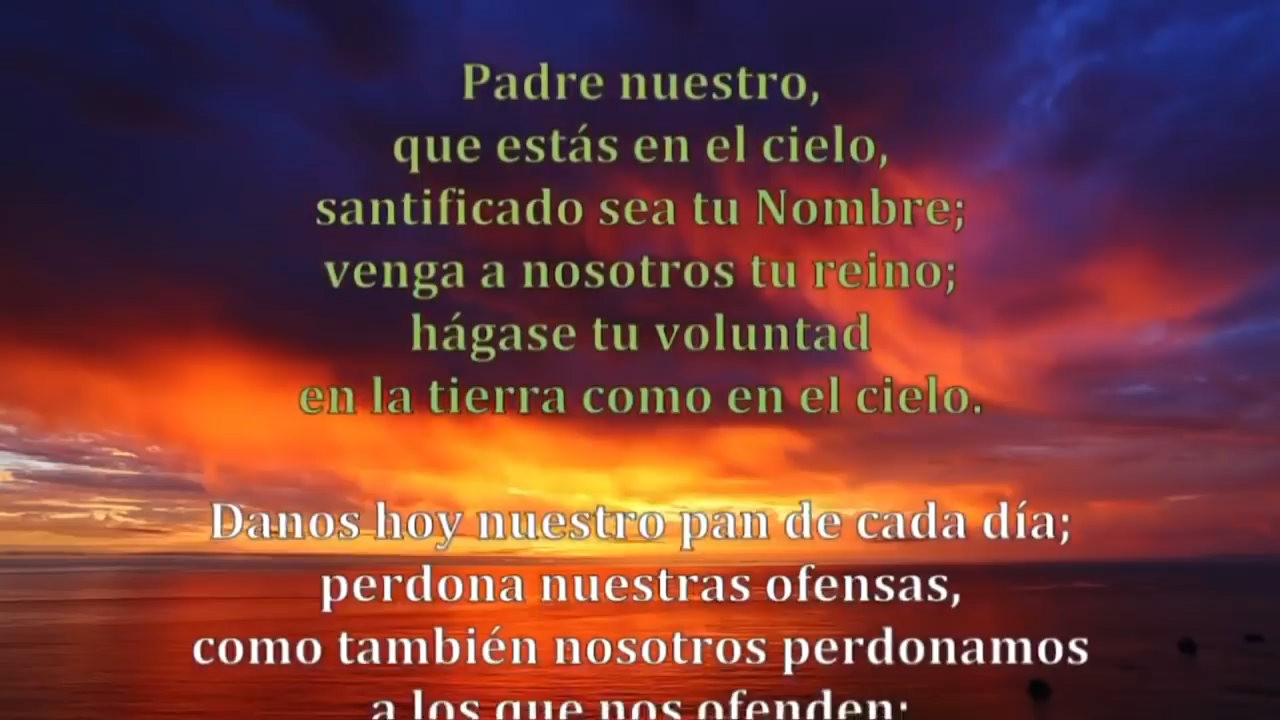 Padre nuestro,
que estás en el cielo,
santificado sea tu Nombre;
venga a nosotros tu reino;
hágase tu voluntad
en la tierra como en el cielo.
Danos hoy nuestro pan de cada día;
perdona nuestras ofensas,
como también nosotros perdonamos
a los que nos ofenden;